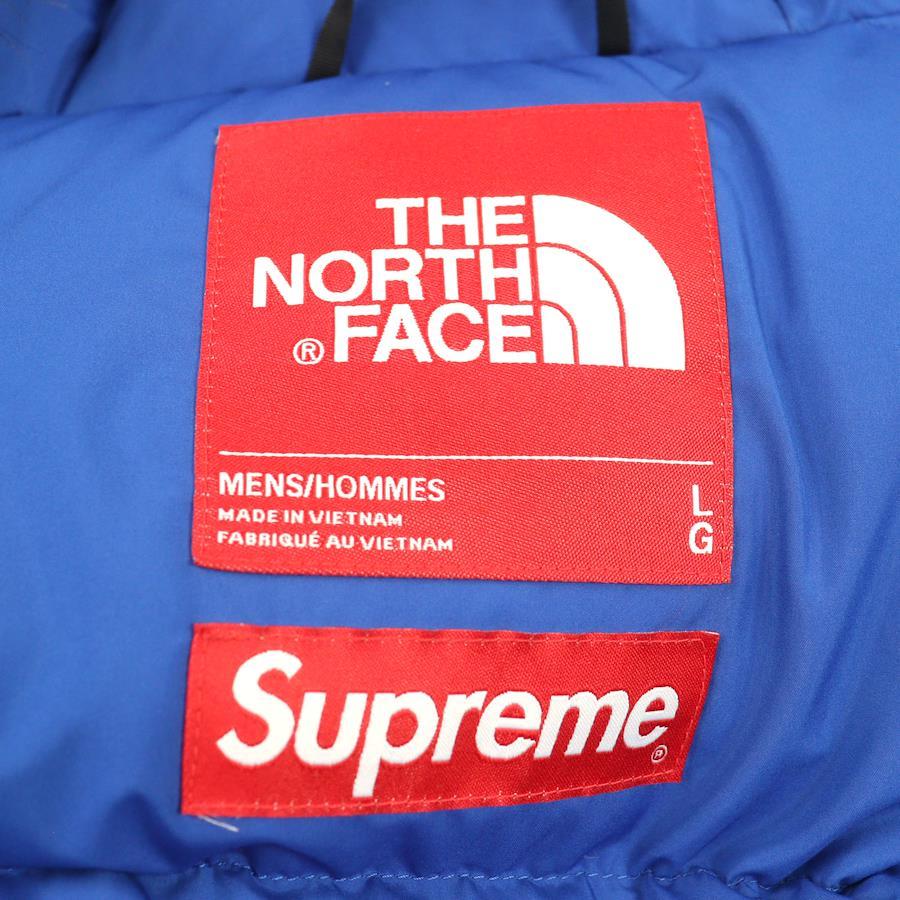 THE
NORTH
® FACE
MENS/HOMMES
MADE IN VIETNAM
FABRIQUÉ AU VIETNAM
L
G
Supreme®